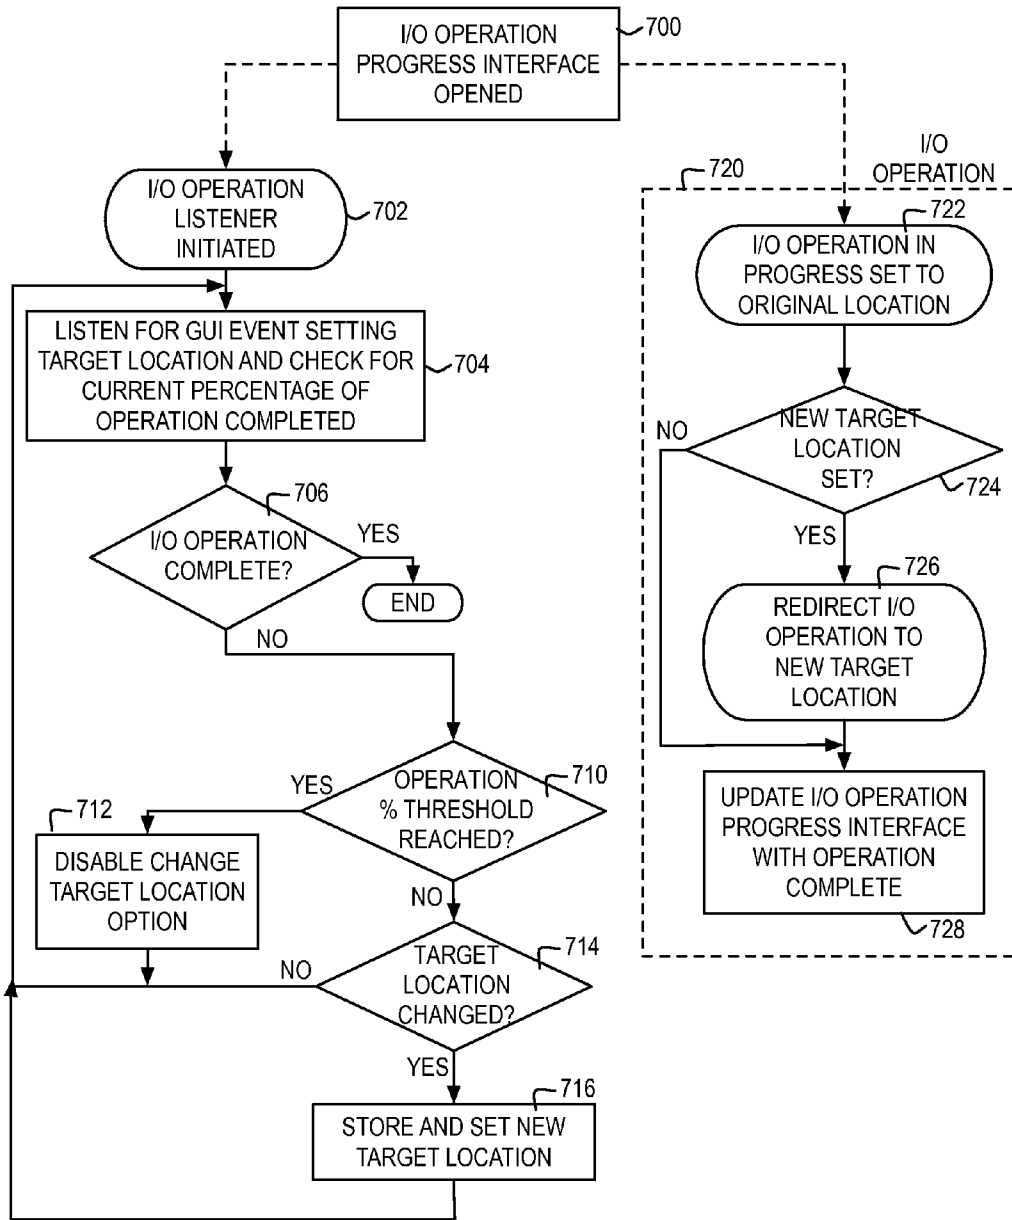 I/O OPERATION
PROGRESS INTERFACE
OPENED
700
I/O OPERATION
LISTENER
INITIATED
702
LISTEN FOR GUI EVENT SETTING
TARGET LOCATION AND CHECK FOR
CURRENT PERCENTAGE OF
OPERATION COMPLETED
704
706
I/O OPERATION
COMPLETE?
YES
END
NO
710
OPERATION
% THRESHOLD
REACHED?
YES
712
DISABLE CHANGE
TARGET LOCATION
OPTION
NO
714
TARGET
LOCATION
CHANGED?
NO
YES
716
STORE AND SET NEW
TARGET LOCATION
I/O
OPERATION
720
722
I/O OPERATION IN
PROGRESS SET TO
ORIGINAL LOCATION
NEW TARGET
LOCATION
SET?
724
NO
YES
726
REDIRECT I/O
OPERATION TO
NEW TARGET
LOCATION
UPDATE I/O OPERATION
PROGRESS INTERFACE
WITH OPERATION
COMPLETE
728